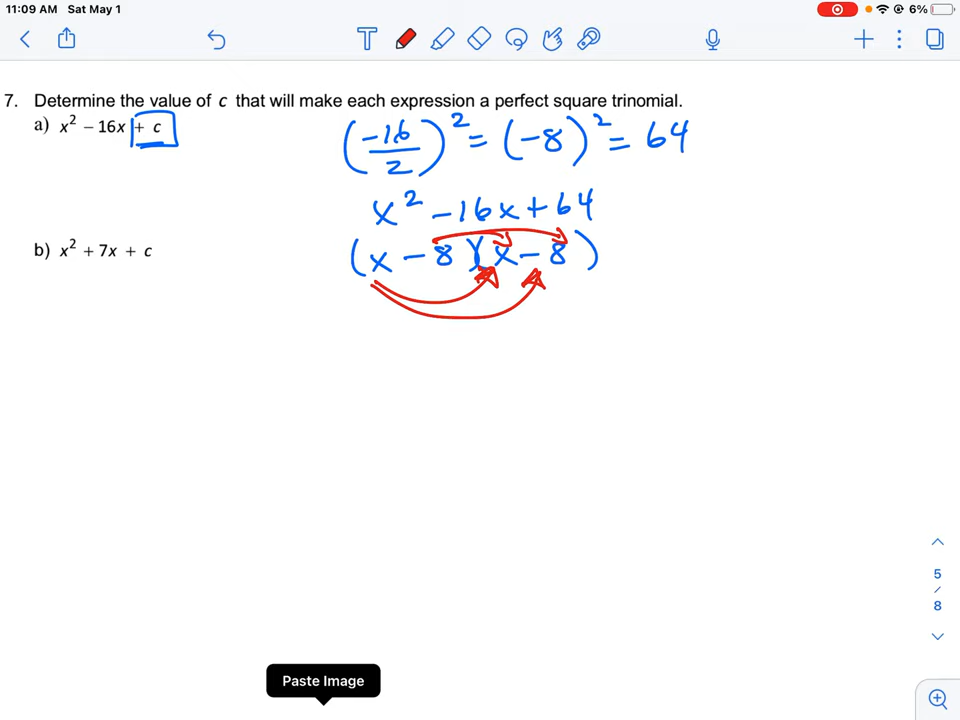 11:09 AM Sat May 1
6%
T
7. Determine the value of c that will make each expression a perfect square trinomial.
a) x² – 16x + c
(-16/2)² = (-8)² = 64
x² - 16x + 64
b) x² + 7x + c
(x - 8)(x - 8)
5
/
8
Paste Image